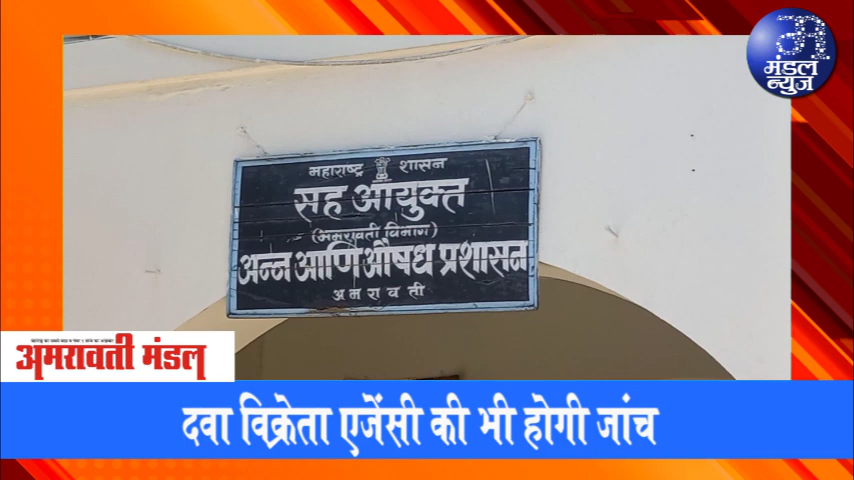 मंडल
न्यूज
महाराष्ट्र शासन
सह आयुक्त
(अमरावती विभाग)
अन्न आणि औषध प्रशासन
अमरावती
अमरावती मंडल
दवा विक्रेता एजेंसी की भी होगी जांच